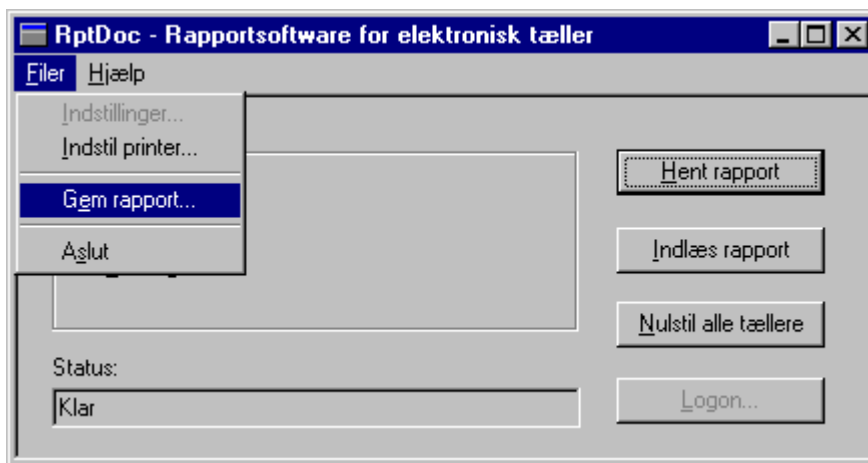 RptDoc - Rapportsoftware for elektronisk tæller
Filer Hjælp
Indstillinger...
Indstil printer...
Gem rapport...
Aslut
Hent rapport
Indlæs rapport
Nulstil alle tællere
Logon...
Status:
Klar